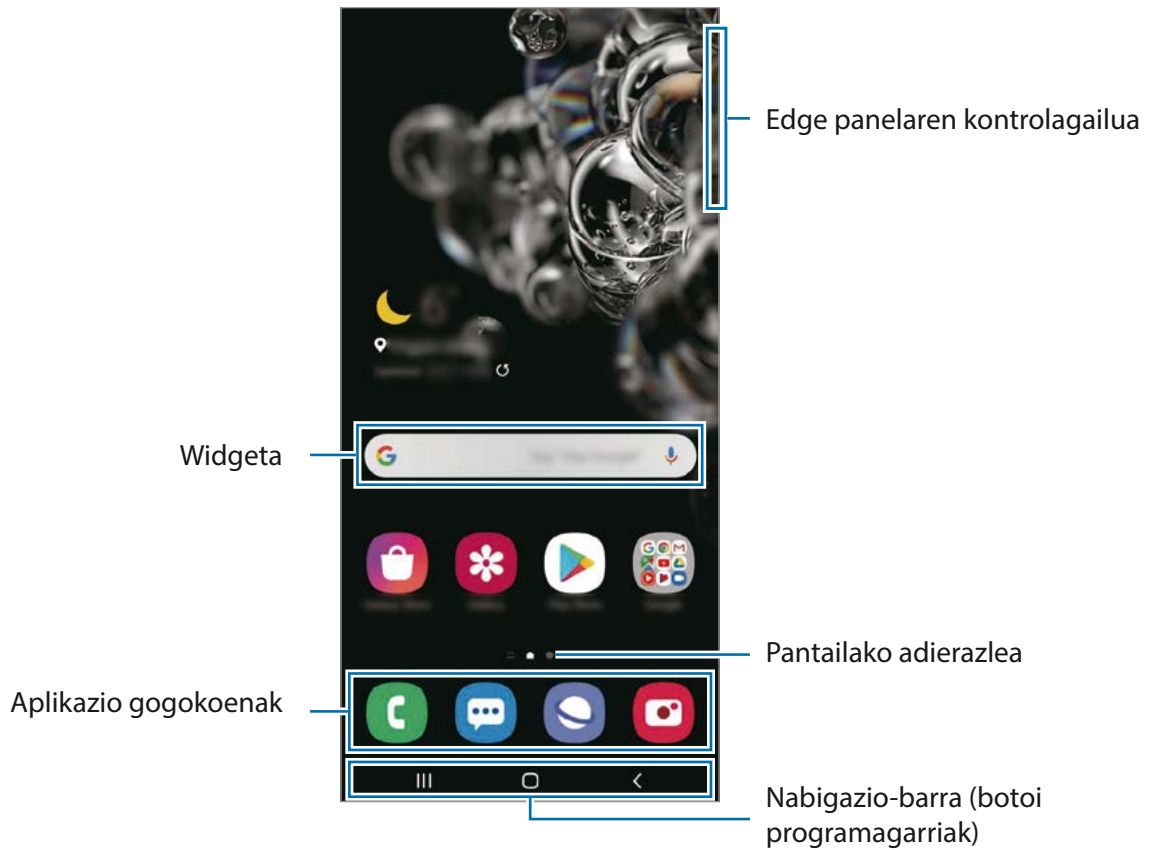 Edge panelaren kontrolagailua
Widgeta
Pantailako adierazlea
Aplikazio gogokoenak
Nabigazio-barra (botoi
programagarriak)